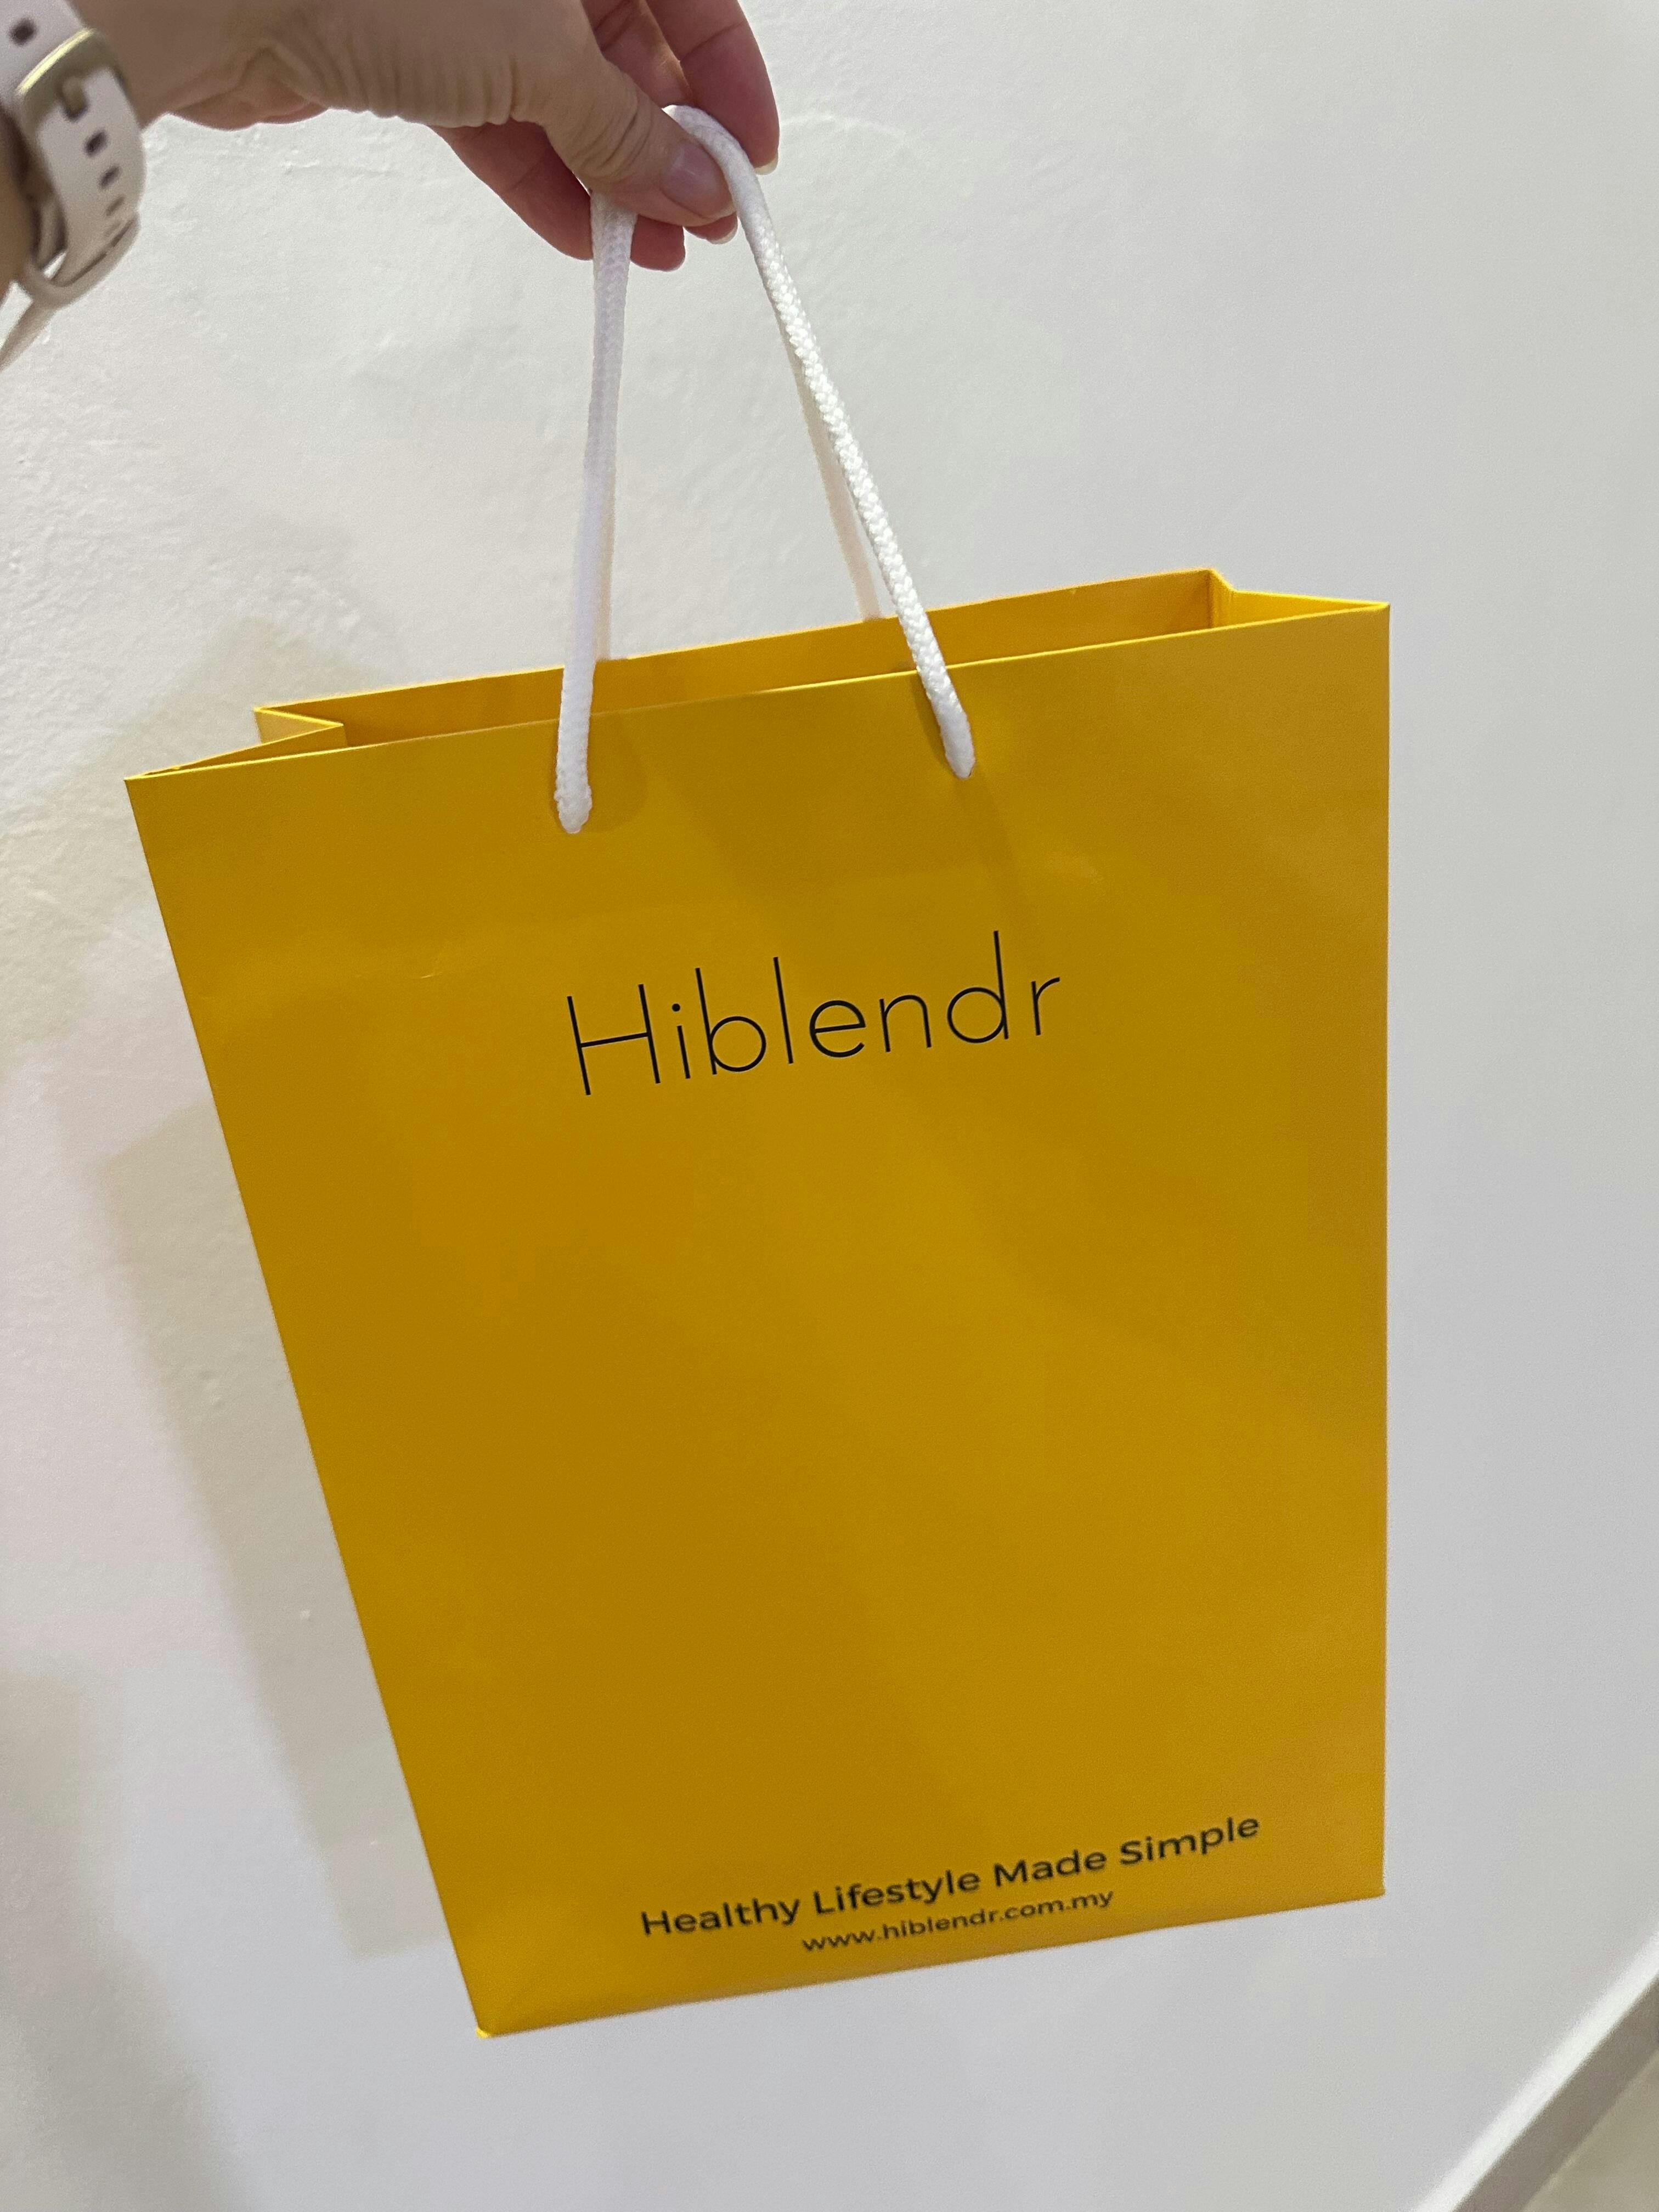 Hiblendr
Healthy Lifestyle Made Simple
www.hiblendr.com.my